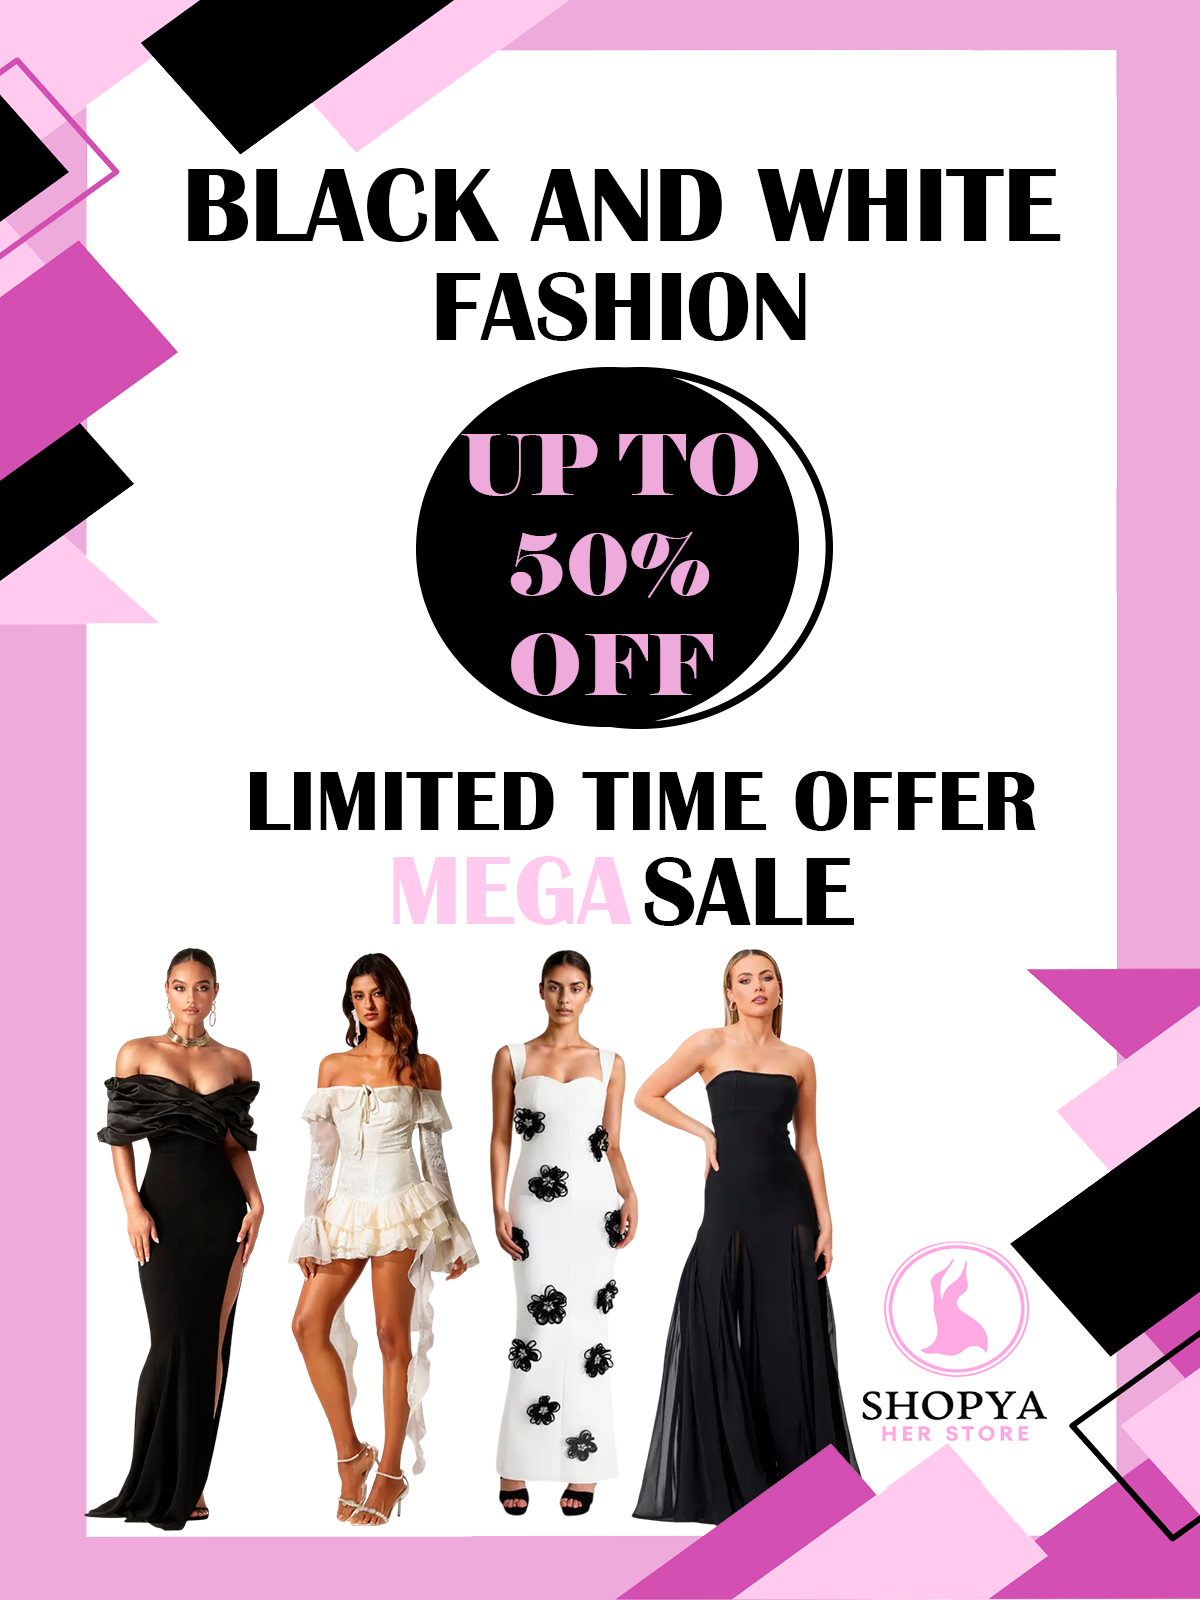 BLACK AND WHITE
FASHION
UP TO
50%
OFF
LIMITED TIME OFFER
MEGA SALE
SHOPYA
HER STORE